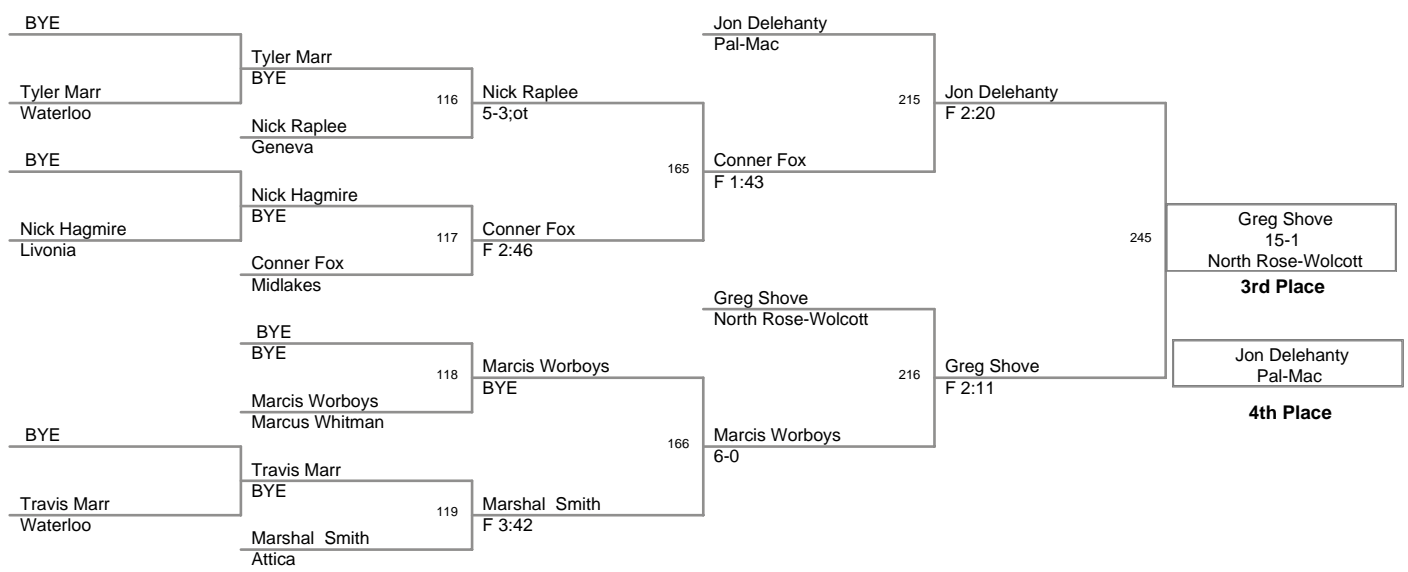 BYE
Tyler Marr
Waterloo
BYE
Nick Hagmire
Livonia
BYE
Travis Marr
Waterloo
Tyler Marr
BYE
Nick Raplee
Geneva
Nick Hagmire
BYE
Conner Fox
Midlakes
BYE
BYE
Marcis Worboys
Marcus Whitman
Travis Marr
BYE
Marshal  Smith
Attica
116
117
118
119
Nick Raplee
5-3;ot
Conner Fox
F 2:46
Marcis Worboys
BYE
Marshal  Smith
F 3:42
165
166
Jon Delehanty
Pal-Mac
Conner Fox
F 1:43
Greg Shove
North Rose-Wolcott
Marcis Worboys
6-0
215
216
Jon Delehanty
F 2:20
Greg Shove
F 2:11
245
Greg Shove
15-1
North Rose-Wolcott
3rd Place
Jon Delehanty
Pal-Mac
4th Place